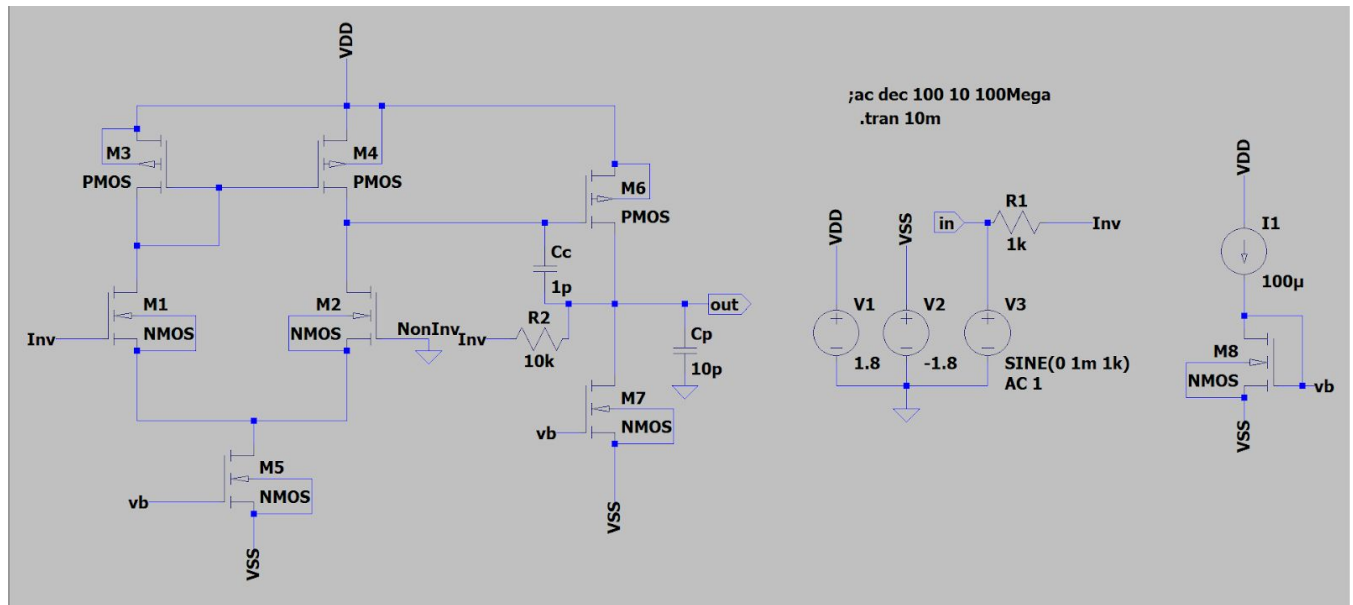 VDD
M3
PMOS
M4
PMOS
M6
PMOS
Cc
1p
M1
NMOS
Inv
M2
NMOS
NonInv
Inv
R2
10k
out
Cp
10p
M7
NMOS
vb
M5
NMOS
vb
VSS
VSS
;ac dec 100 10 100Mega
.tran 10m
VDD
VSS
in
R1
1k
Inv
V1
1.8
V2
-1.8
V3
SINE(0 1m 1k)
AC 1
VDD
I1
100µ
M8
NMOS
vb
VSS